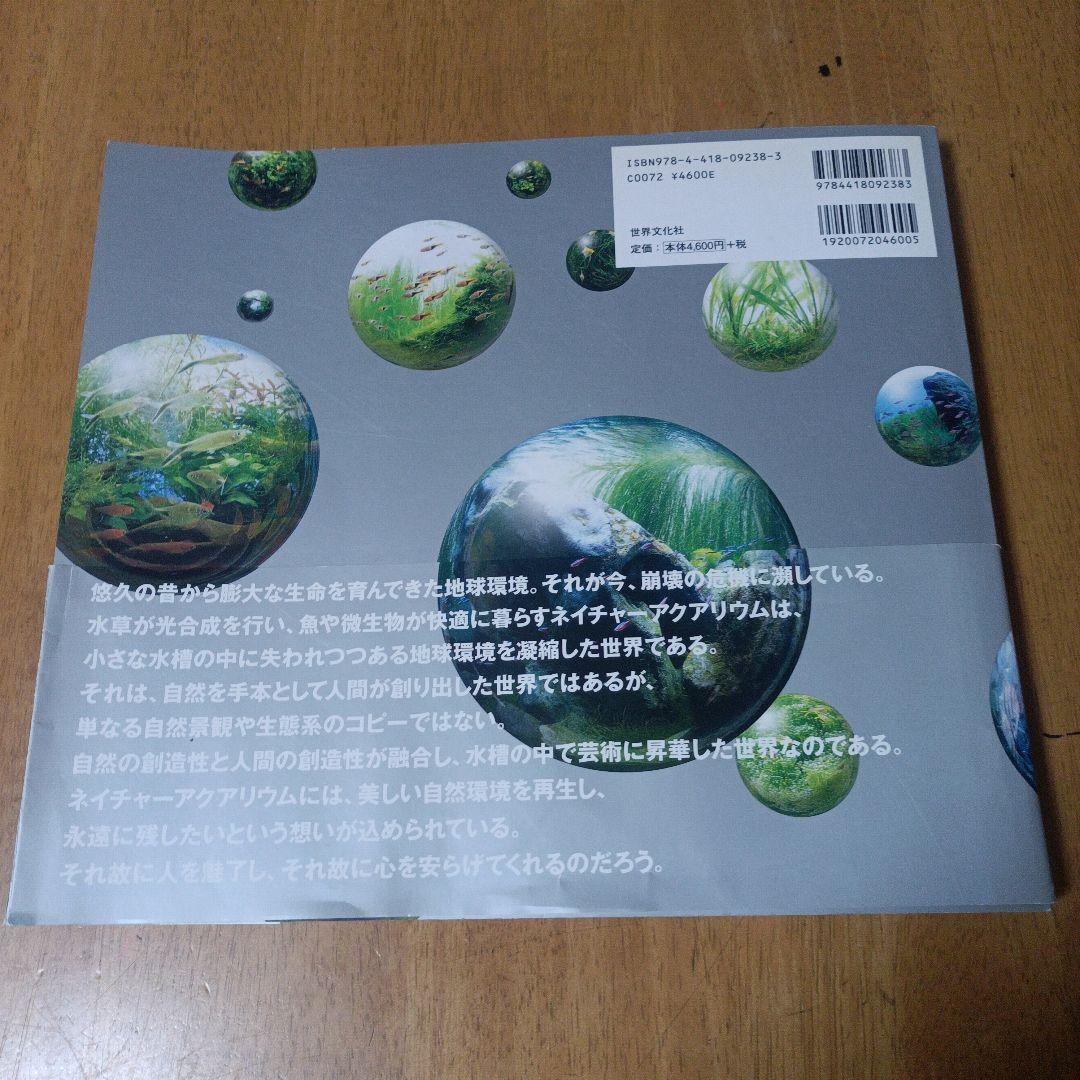 ISBN978-4-418-09238-3
C0072 ¥4600E
9784418092383
世界文化社
定価：本体4,600円+税
1920072046005
悠久の昔から膨大な生命を育んできた地球環境。それが今、崩壊の危機に瀕している。
水草が光合成を行い、魚や微生物が快適に暮らすネイチャーアクアリウムは、
小さな水槽の中に失われつつある地球環境を凝縮した世界である。
それは、自然を手本として人間が創り出した世界ではあるが、
単なる自然景観や生態系のコピーではない。
自然の創造性と人間の創造性が融合し、水槽の中で芸術に昇華した世界なのである。
ネイチャーアクアリウムには、美しい自然環境を再生し、
永遠に残したいという想いが込められている。
それ故に人を魅了し、それ故に心を安らげてくれるのだろう。